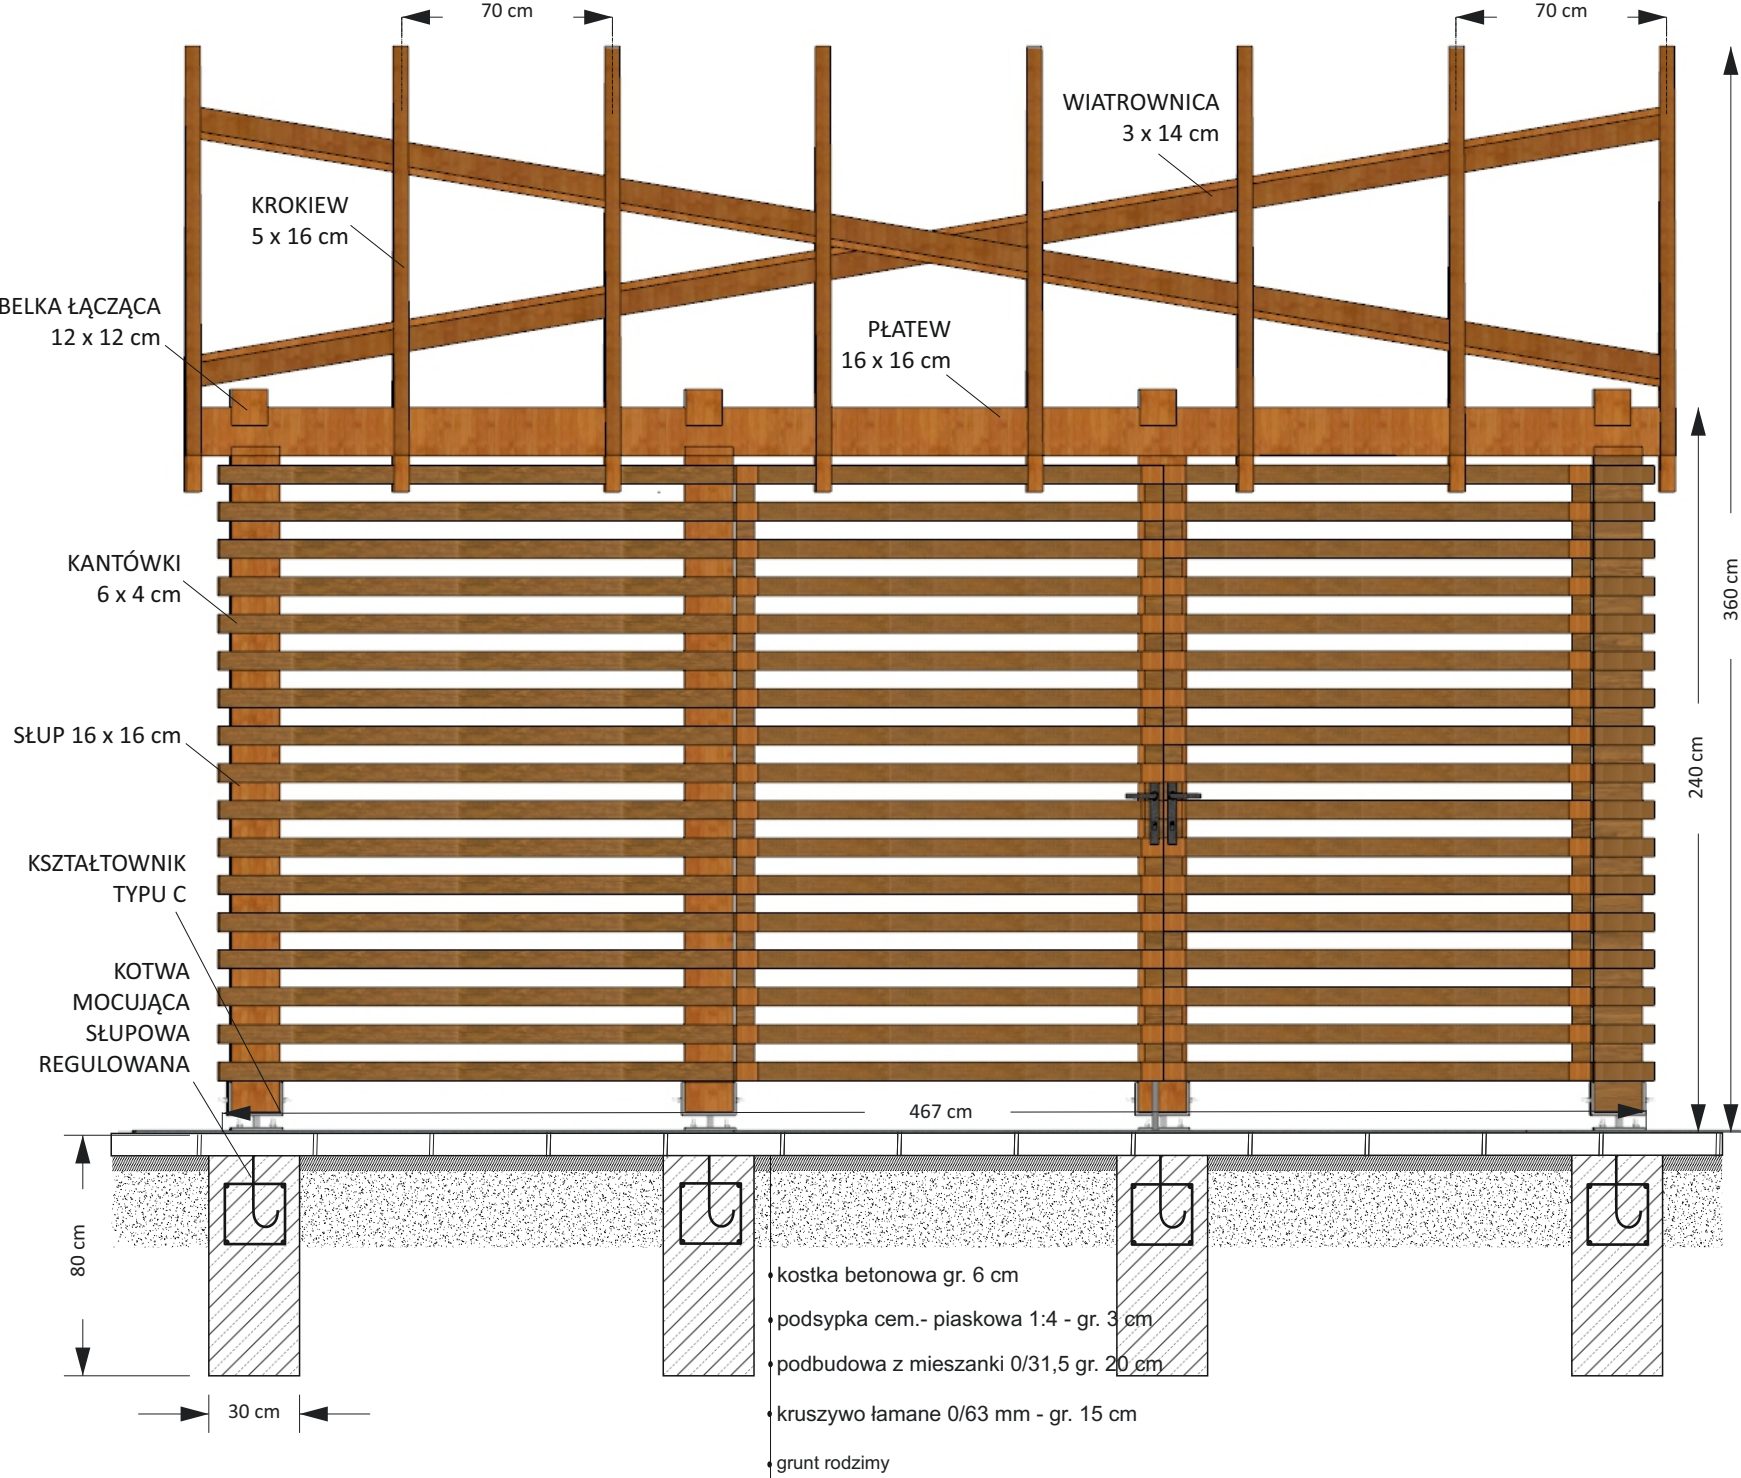 70 cm
70 cm
WIATROWNICA
3 x 14 cm
KROKIEW
5 x 16 cm
BELKA ŁĄCZĄCA
12 x 12 cm
PŁATEW
16 x 16 cm
KANTÓWKI
6 x 4 cm
360 cm
SŁUP 16 x 16 cm
240 cm
KSZTAŁTOWNIK
TYPU C
KOTWA
MOCUJĄCA
SŁUPOWA
REGULOWANA
467 cm
80 cm
kostka betonowa gr. 6 cm
podsypka cem.- piaskowa 1:4 - gr. 3 cm
podbudowa z mieszanki 0/31,5 gr. 20 cm
30 cm
kruszywo łamane 0/63 mm - gr. 15 cm
grunt rodzimy